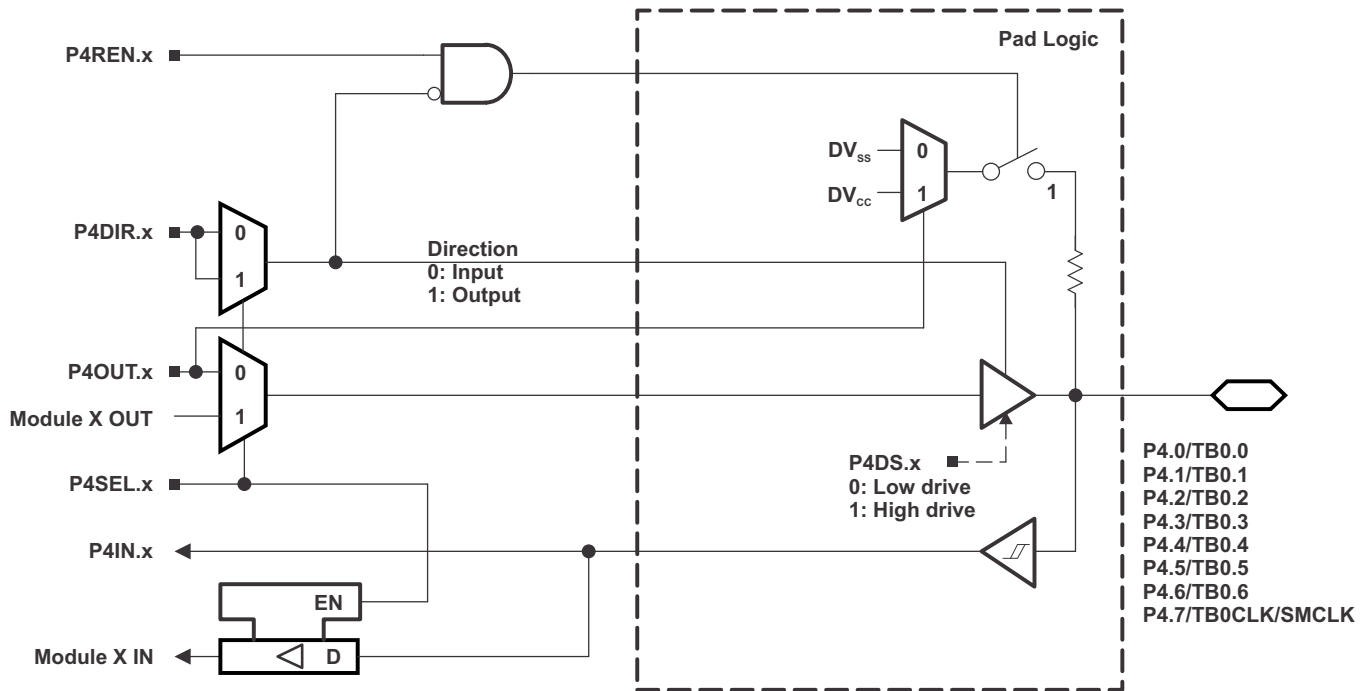 Pad Logic
P4REN.x
DVss
0
DVcc
1
1
P4DIR.x
0
1
Direction
0: Input
1: Output
P4OUT.x
0
Module X OUT
1
P4DS.x
0: Low drive
1: High drive
P4SEL.x
P4IN.x
EN
Module X IN
D
P4.0/TB0.0
P4.1/TB0.1
P4.2/TB0.2
P4.3/TB0.3
P4.4/TB0.4
P4.5/TB0.5
P4.6/TB0.6
P4.7/TB0CLK/SMCLK